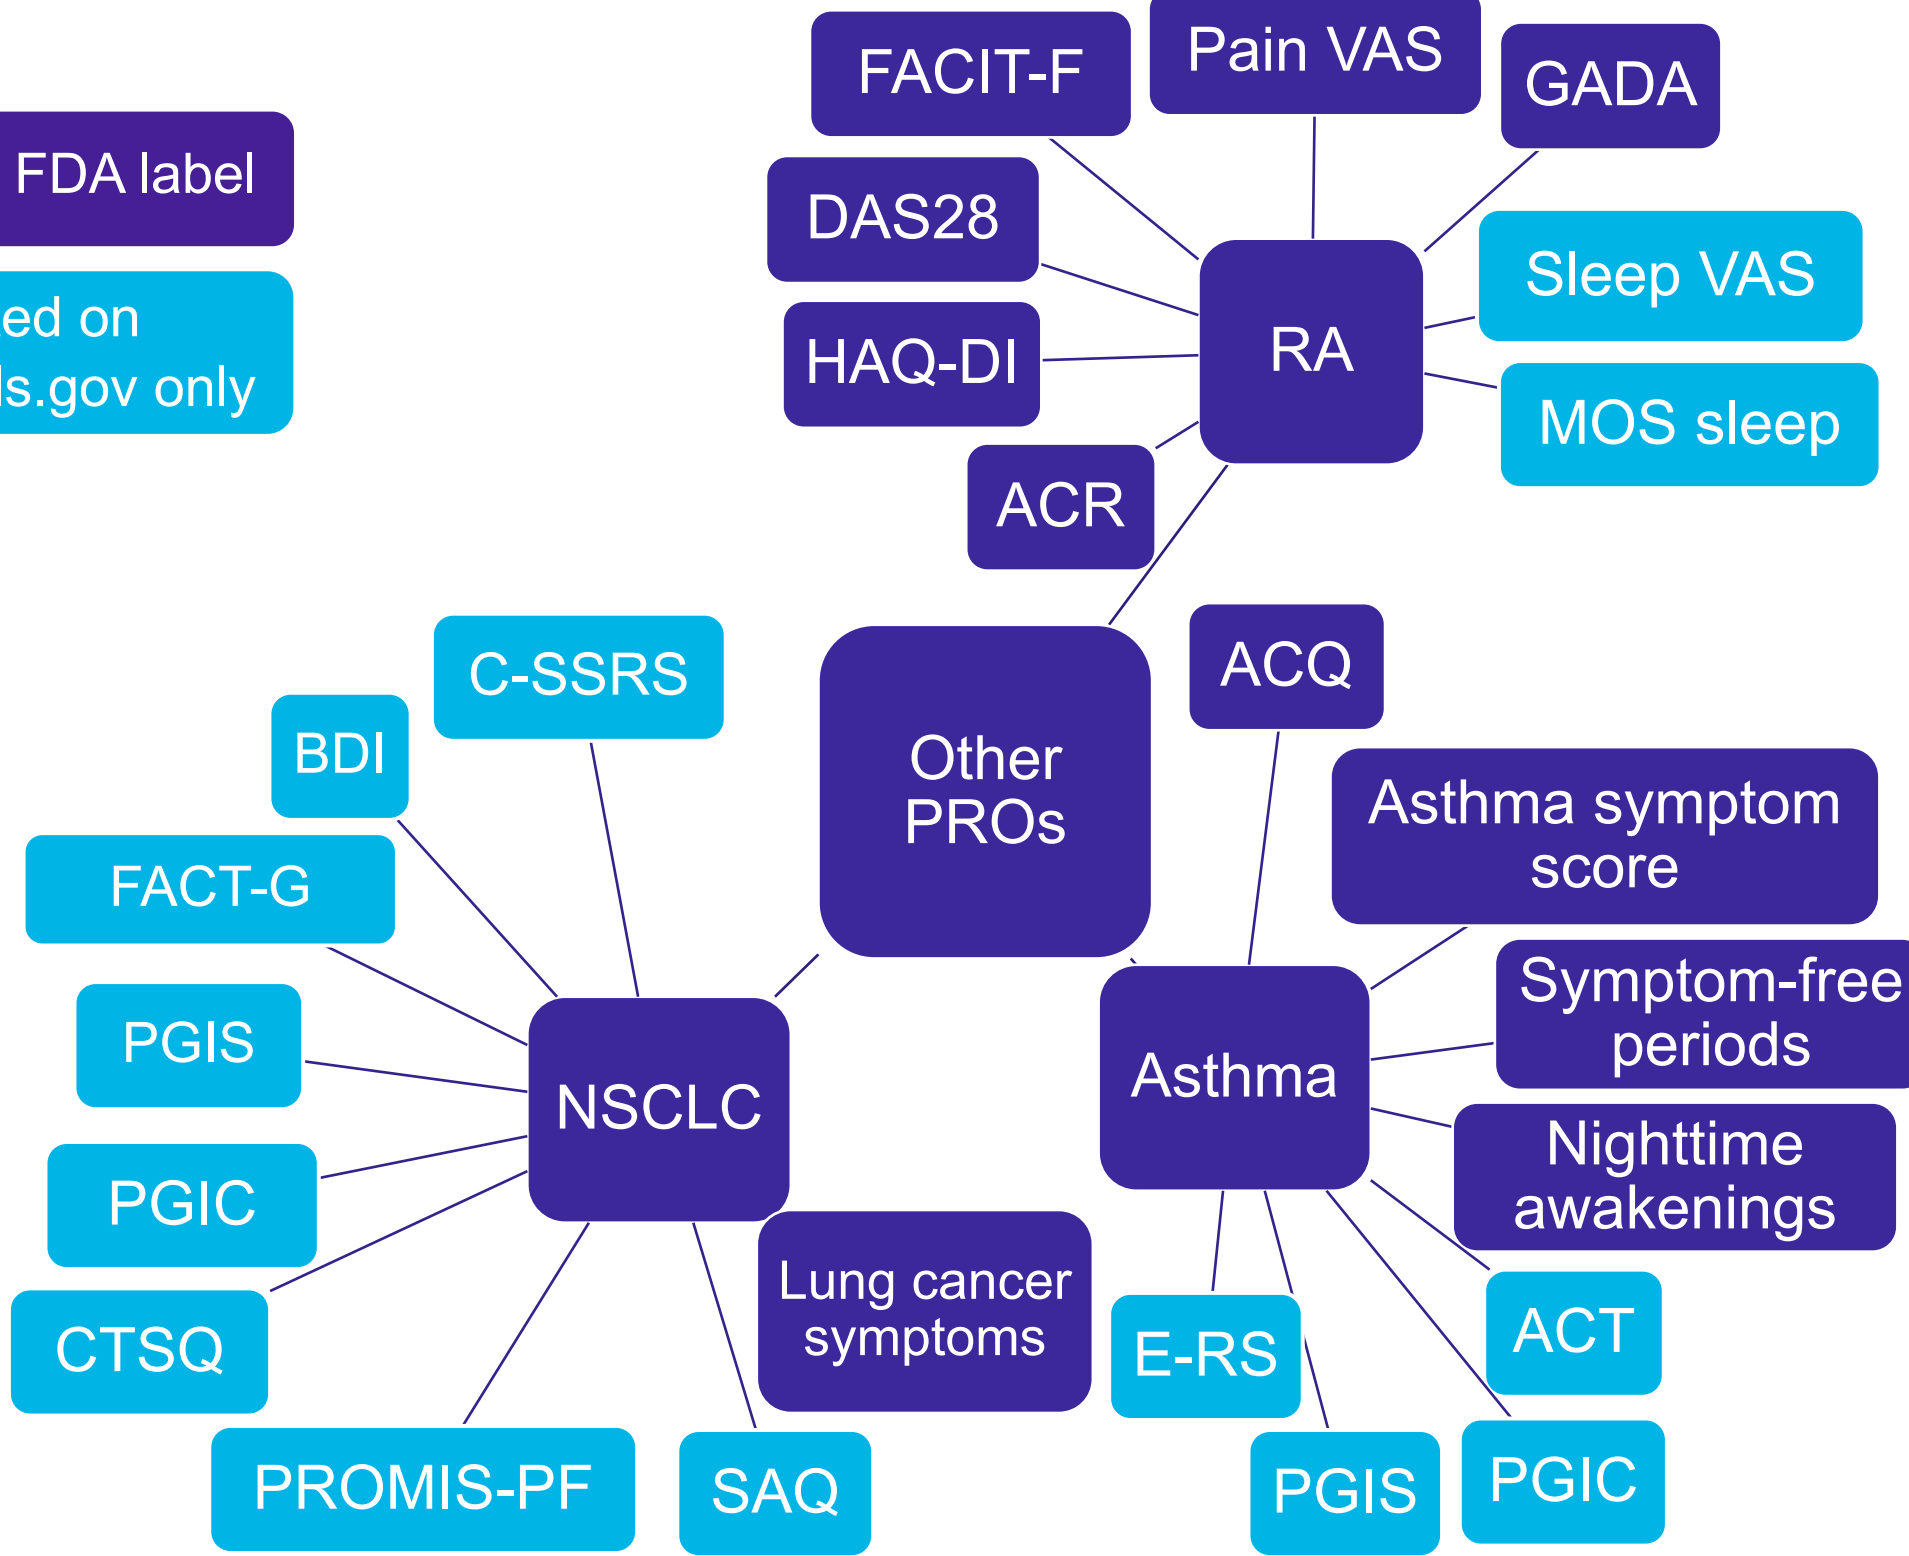 FACIT-F
Pain VAS
GADA
FDA label
DAS28
Sleep VAS
ed on
ls.gov only
HAQ-DI
RA
MOS sleep
ACR
C-SSRS
ACQ
BDI
Other
PROs
Asthma symptom
score
FACT-G
Symptom-free
periods
PGIS
NSCLC
Asthma
Nighttime
awakenings
PGIC
Lung cancer
symptoms
CTSQ
E-RS
ACT
PROMIS-PF
SAQ
PGIS
PGIC